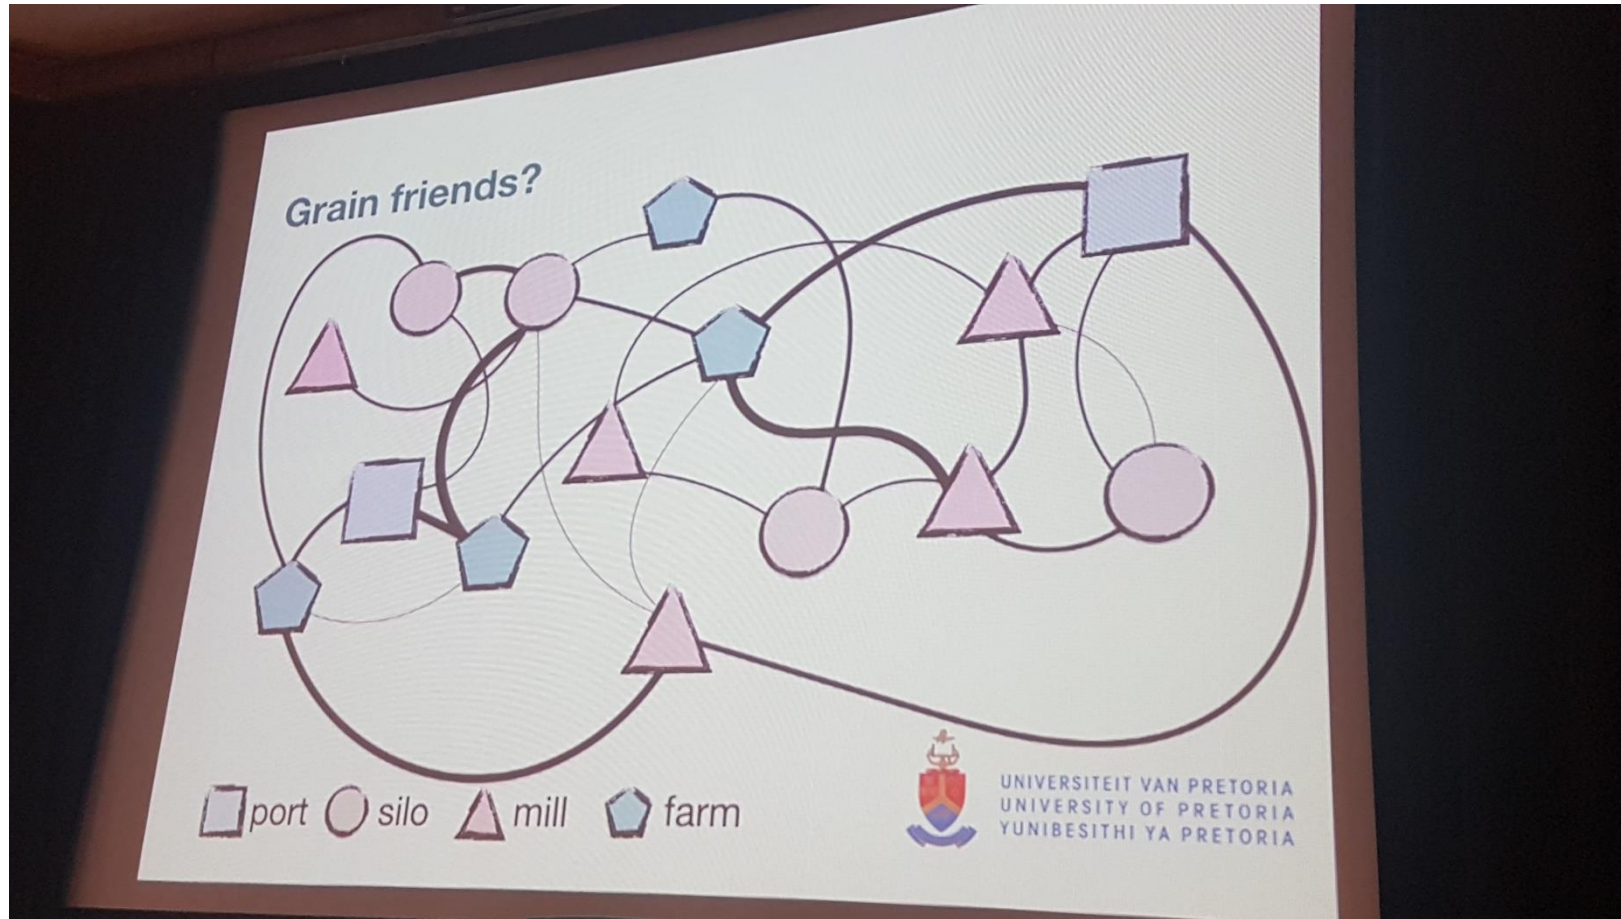 Grain friends?
port silo mill farm
UNIVERSITEIT VAN PRETORIA
UNIVERSITY OF PRETORIA
YUNIBESITHI YA PRETORIA